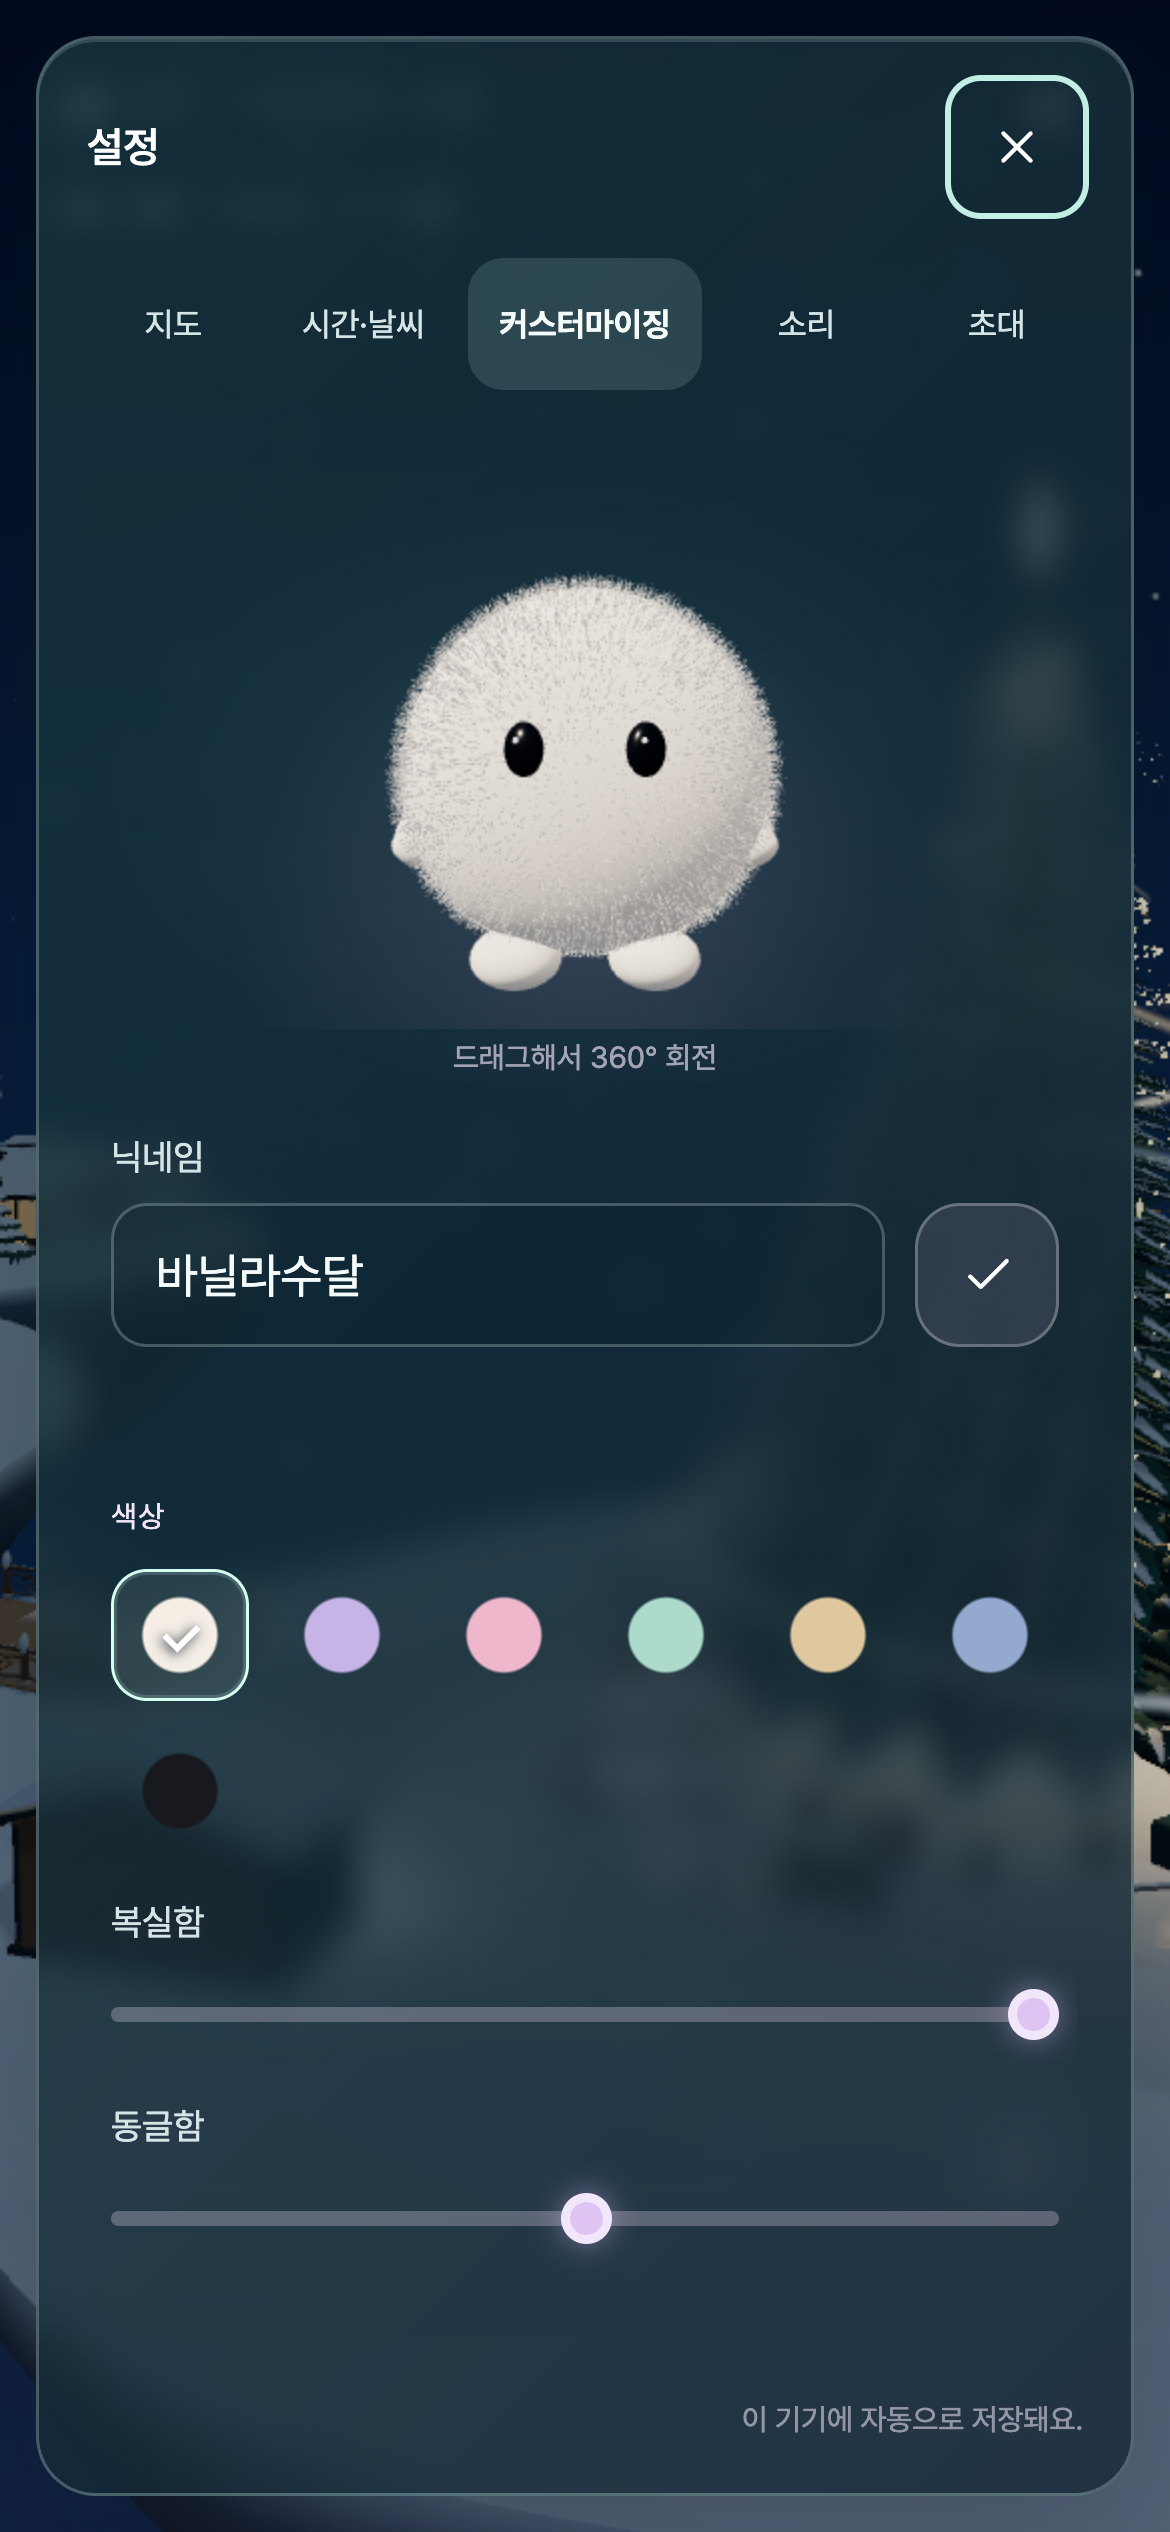 설정
지도
시간·날씨
커스터마이징
소리
초대
드래그해서 360° 회전
닉네임
바닐라수달
색상
복실함
동글함
이 기기에 자동으로 저장돼요.